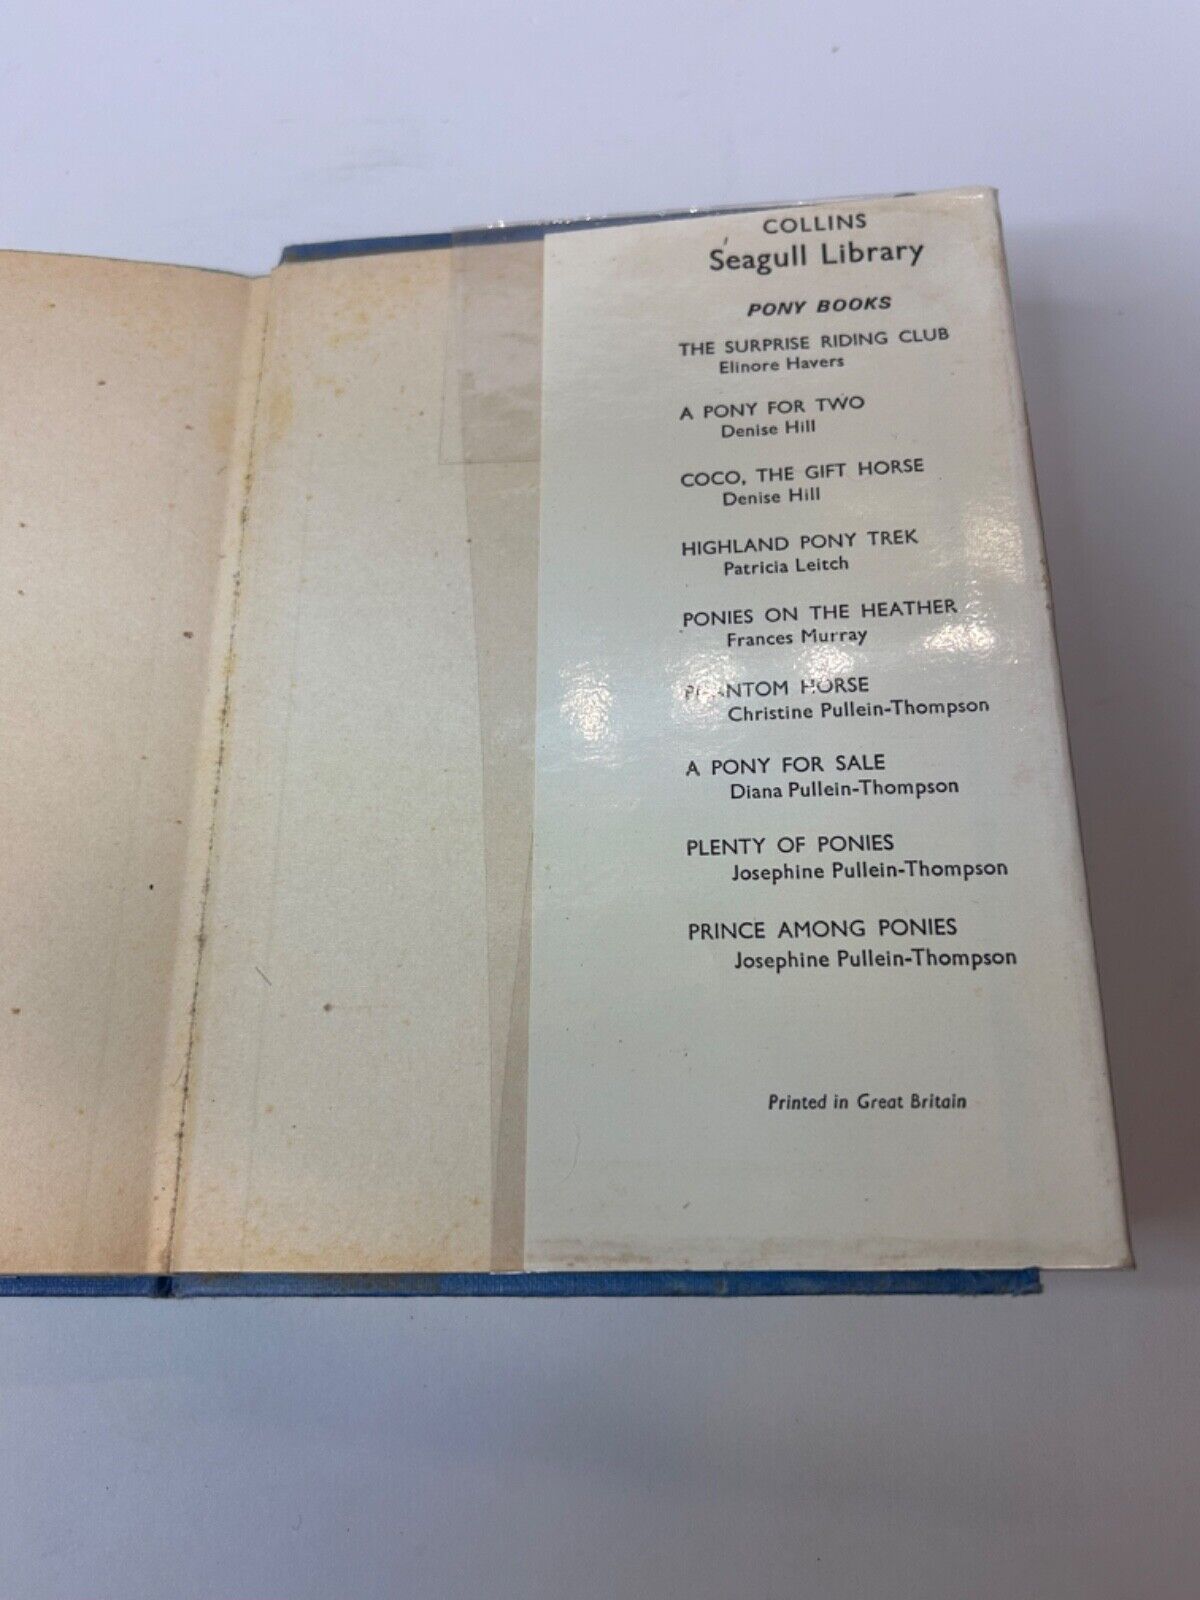 COLLINS
Seagull Library
PONY BOOKS
THE SURPRISE RIDING CLUB
Elinore Havers
A PONY FOR TWO
Denise Hill
COCO, THE GIFT HORSE
Denise Hill
HIGHLAND PONY TREK
Patricia Leitch
PONIES ON THE HEATHER
Frances Murray
PHANTOM HORSE
Christine Pullein-Thompson
A PONY FOR SALE
Diana Pullein-Thompson
PLENTY OF PONIES
Josephine Pullein-Thompson
PRINCE AMONG PONIES
Josephine Pullein-Thompson
Printed in Great Britain